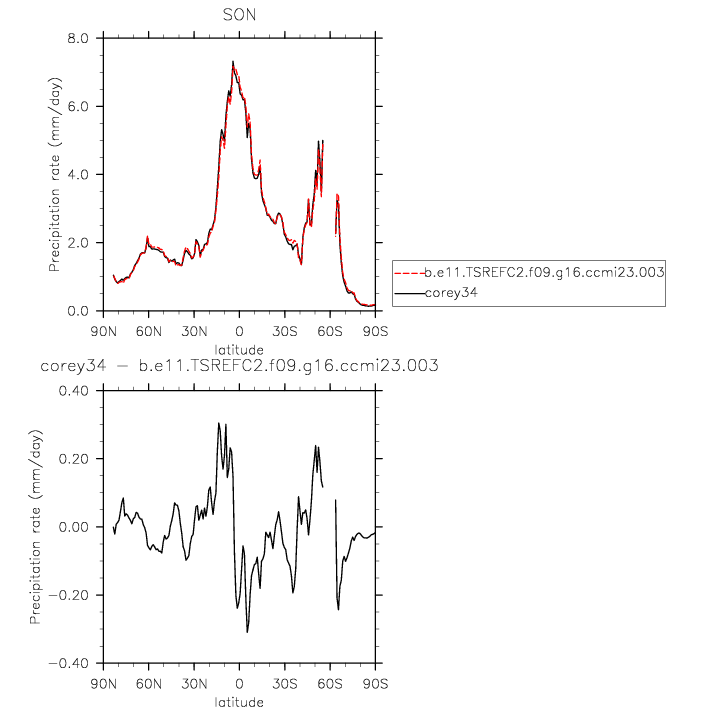 SON
8.0
6.0
4.0
2.0
0.0
Precipitation rate (mm/day)
90N 60N 30N 0 30S 60S 90S
latitude
b.e11.TSREFC2.f09.g16.ccmi23.003
corey34
corey34 − b.e11.TSREFC2.f09.g16.ccmi23.003
0.40
0.20
0.00
−0.20
−0.40
Precipitation rate (mm/day)
90N 60N 30N 0 30S 60S 90S
latitude